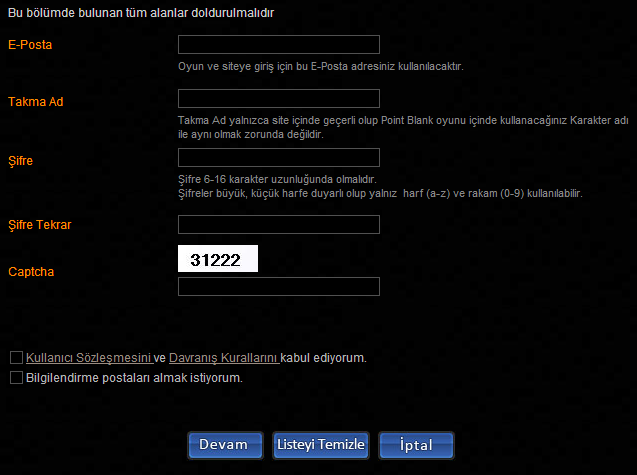 Bu bölümde bulunan tüm alanlar doldurulmalıdır
E-Posta
Oyun ve siteye giriş için bu E-Posta adresiniz kullanılacaktır.
Takma Ad
Takma Ad yalnızca site içinde geçerli olup Point Blank oyunu içinde kullanacağınız Karakter adı
ile aynı olmak zorunda değildir.
Şifre
Şifre 6-16 karakter uzunluğunda olmalıdır.
Şifreler büyük, küçük harfe duyarlı olup yalnız harf (a-z) ve rakam (0-9) kullanılabilir.
Şifre Tekrar
31222
Captcha
Kullanıcı Sözleşmesini ve Davranış Kurallarını kabul ediyorum.
Bilgilendirme postaları almak istiyorum.
Devam Listeyi Temizle İptal